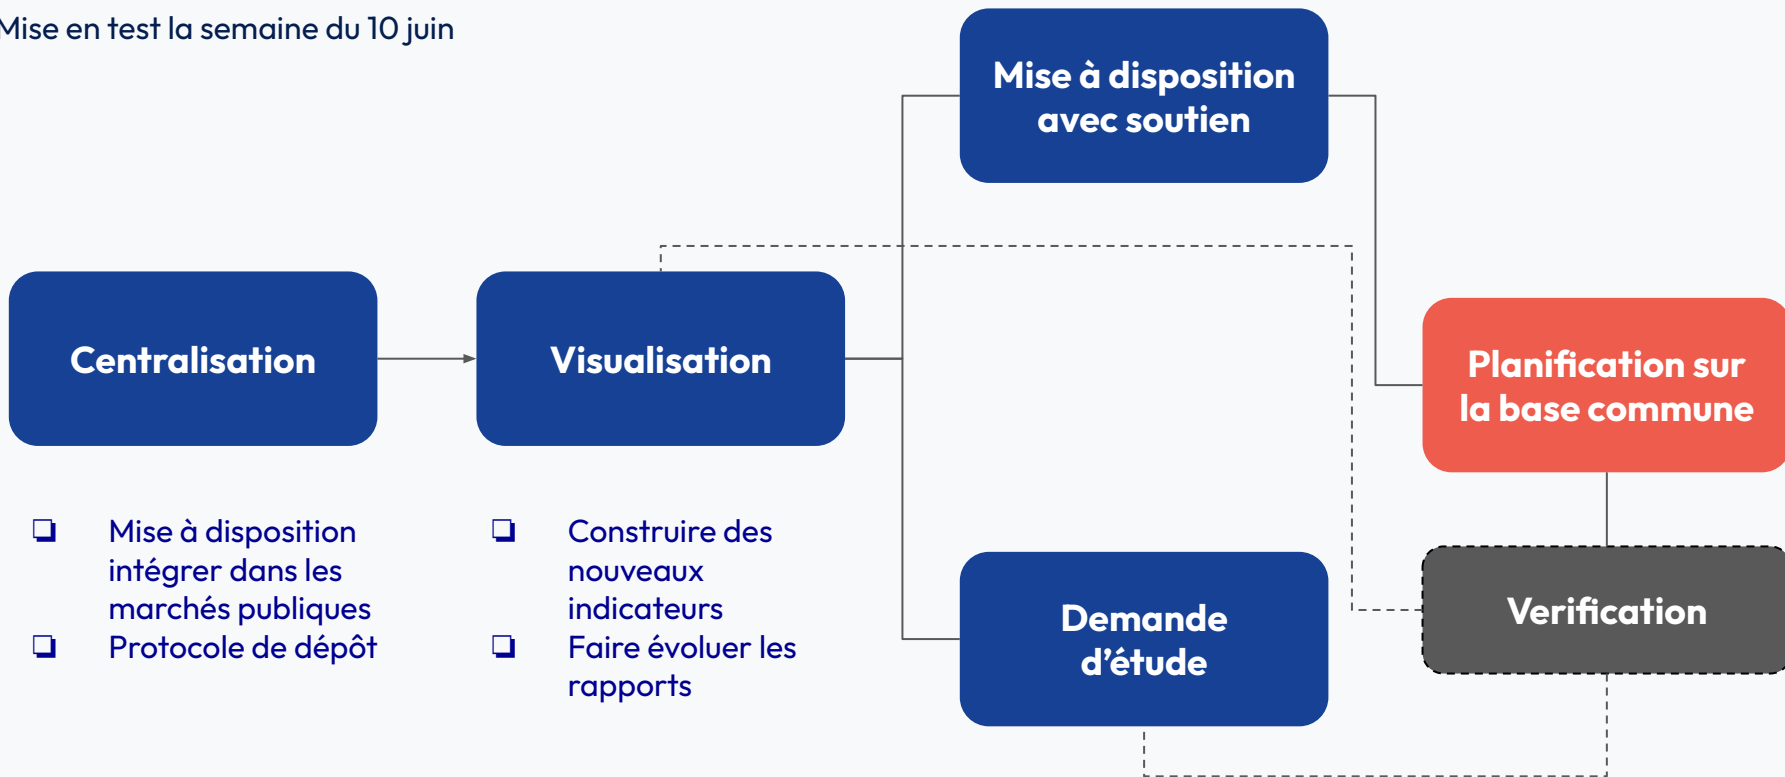 Mise en test la semaine du 10 juin
Mise à disposition
avec soutien
Centralisation
Visualisation
Planification sur
la base commune
❏ Mise à disposition
intégrer dans les
marchés publiques
❏ Protocole de dépôt
❏ Construire des
nouveaux
indicateurs
❏ Faire évoluer les
rapports
Demande
d’étude
Verification